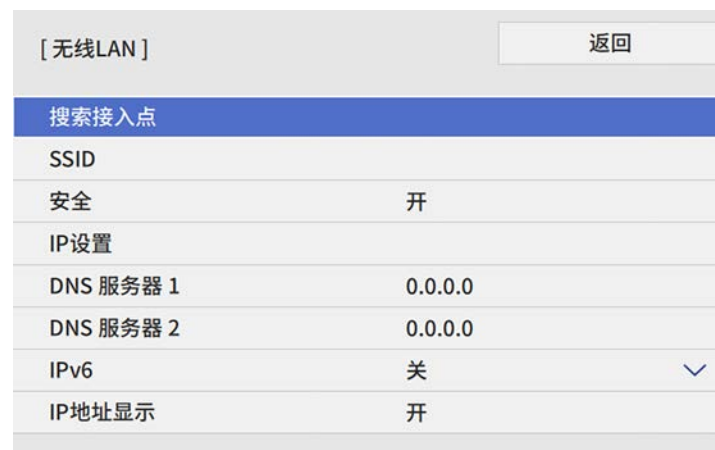 [ 无线LAN ]
返回
搜索接入点
SSID
安全 开
IP设置
DNS 服务器 1 0.0.0.0
DNS 服务器 2 0.0.0.0
IPv6 关
IP地址显示 开